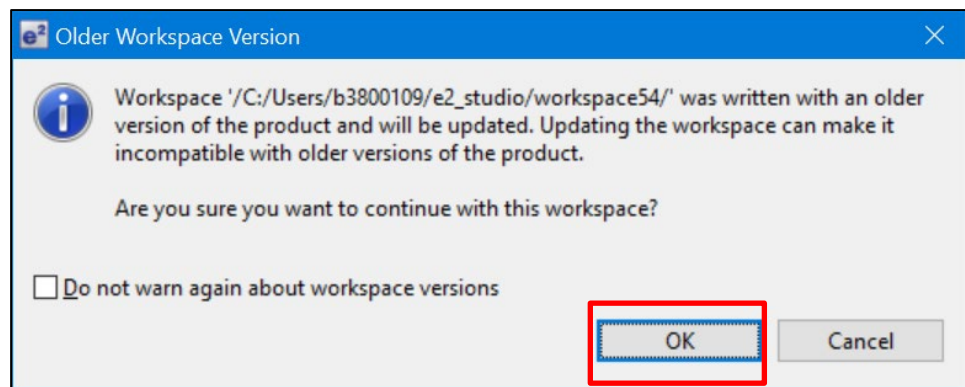 e² Older Workspace Version
Workspace '/C:/Users/b3800109/e2_studio/workspace54/' was written with an older
version of the product and will be updated. Updating the workspace can make it
incompatible with older versions of the product.
Are you sure you want to continue with this workspace?
Do not warn again about workspace versions
OK Cancel